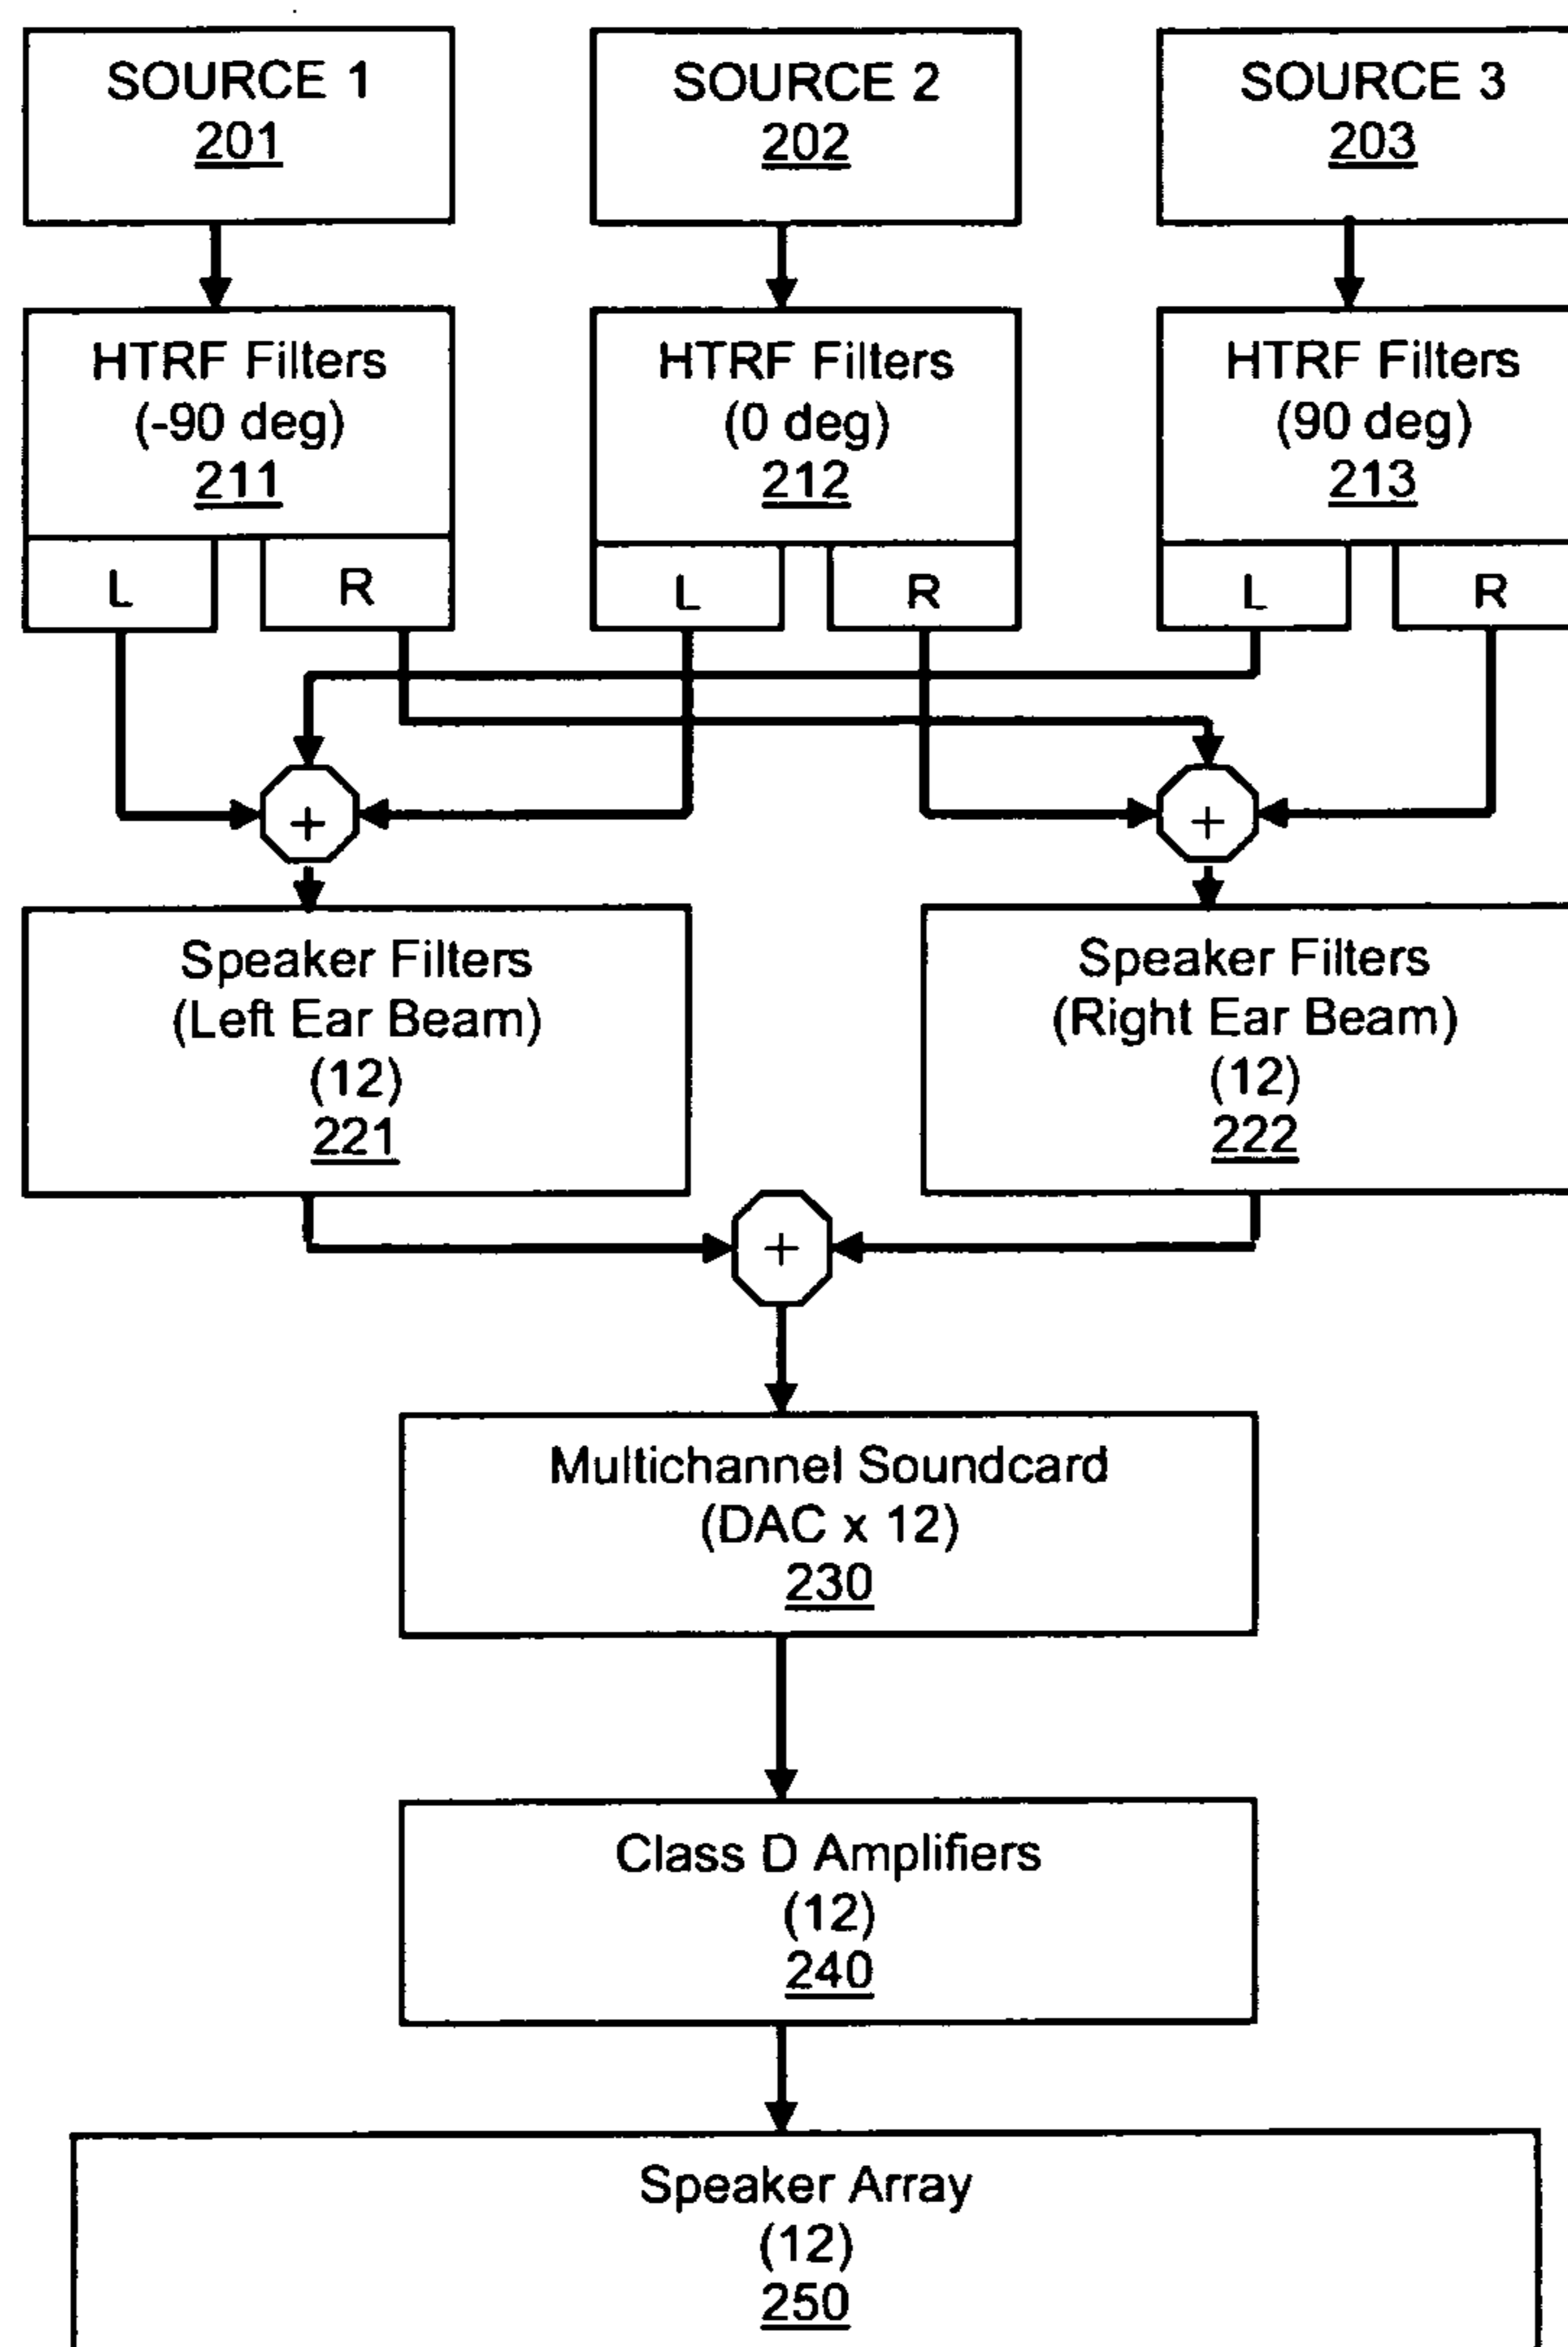 SOURCE 1
201
SOURCE 2
202
SOURCE 3
203
HTRF Filters
(-90 deg)
211
HTRF Filters
(0 deg)
212
HTRF Filters
(90 deg)
213
L
R
L
R
L
R
+
+
Speaker Filters
(Left Ear Beam)
(12)
221
Speaker Filters
(Right Ear Beam)
(12)
222
+
Multichannel Soundcard
(DAC x 12)
230
Class D Amplifiers
(12)
240
Speaker Array
(12)
250